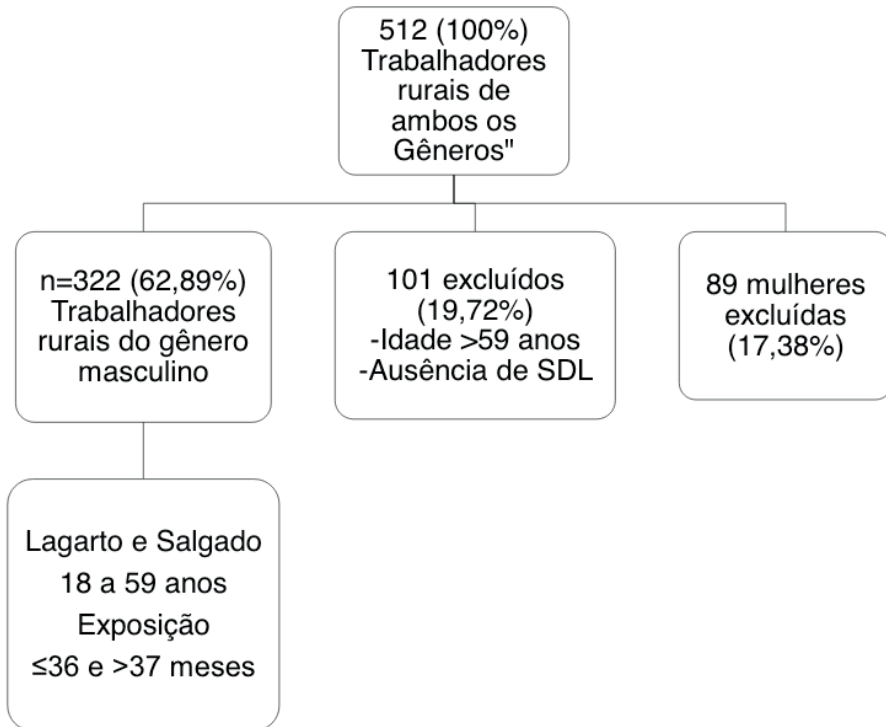 512 (100%)
Trabalhadores
rurais de
ambos os
Gêneros"
n=322 (62,89%)
Trabalhadores
rurais do gênero
masculino
101 excluídos
(19,72%)
-Idade >59 anos
-Ausência de SDL
89 mulheres
excluídas
(17,38%)
Lagarto e Salgado
18 a 59 anos
Exposição
≤36 e >37 meses